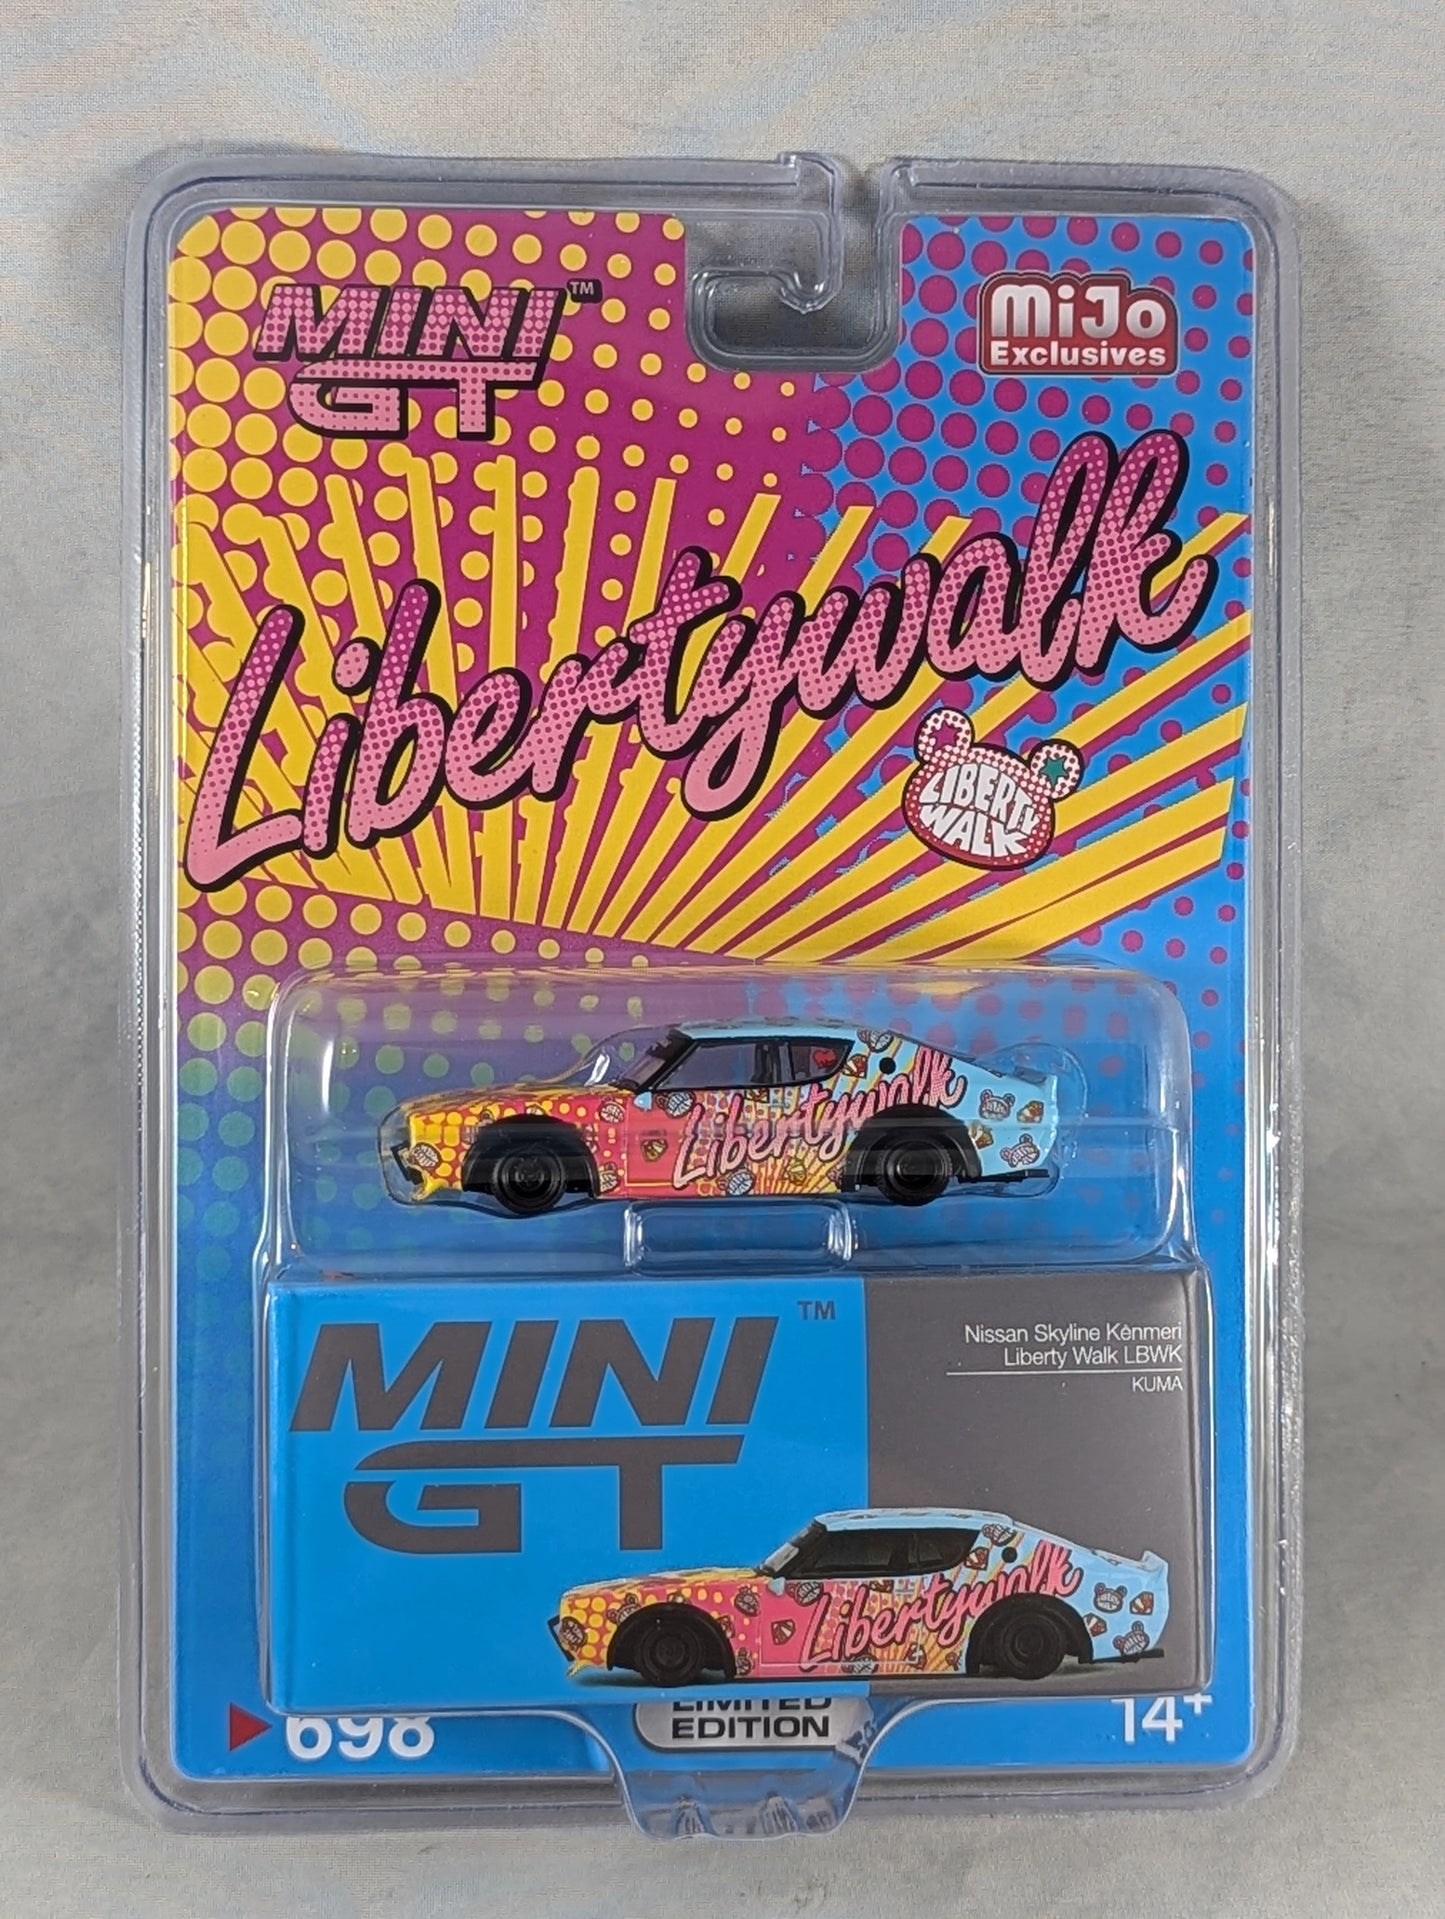 MINI GT™
MiJo
Exclusives
Libertywalk
LIBERTY
WALK
Libertywalk
MINI GT™
Nissan Skyline Kenmeri
Liberty Walk LBWK
KUMA
Libertywalk
698
LIMITED
EDITION
14+